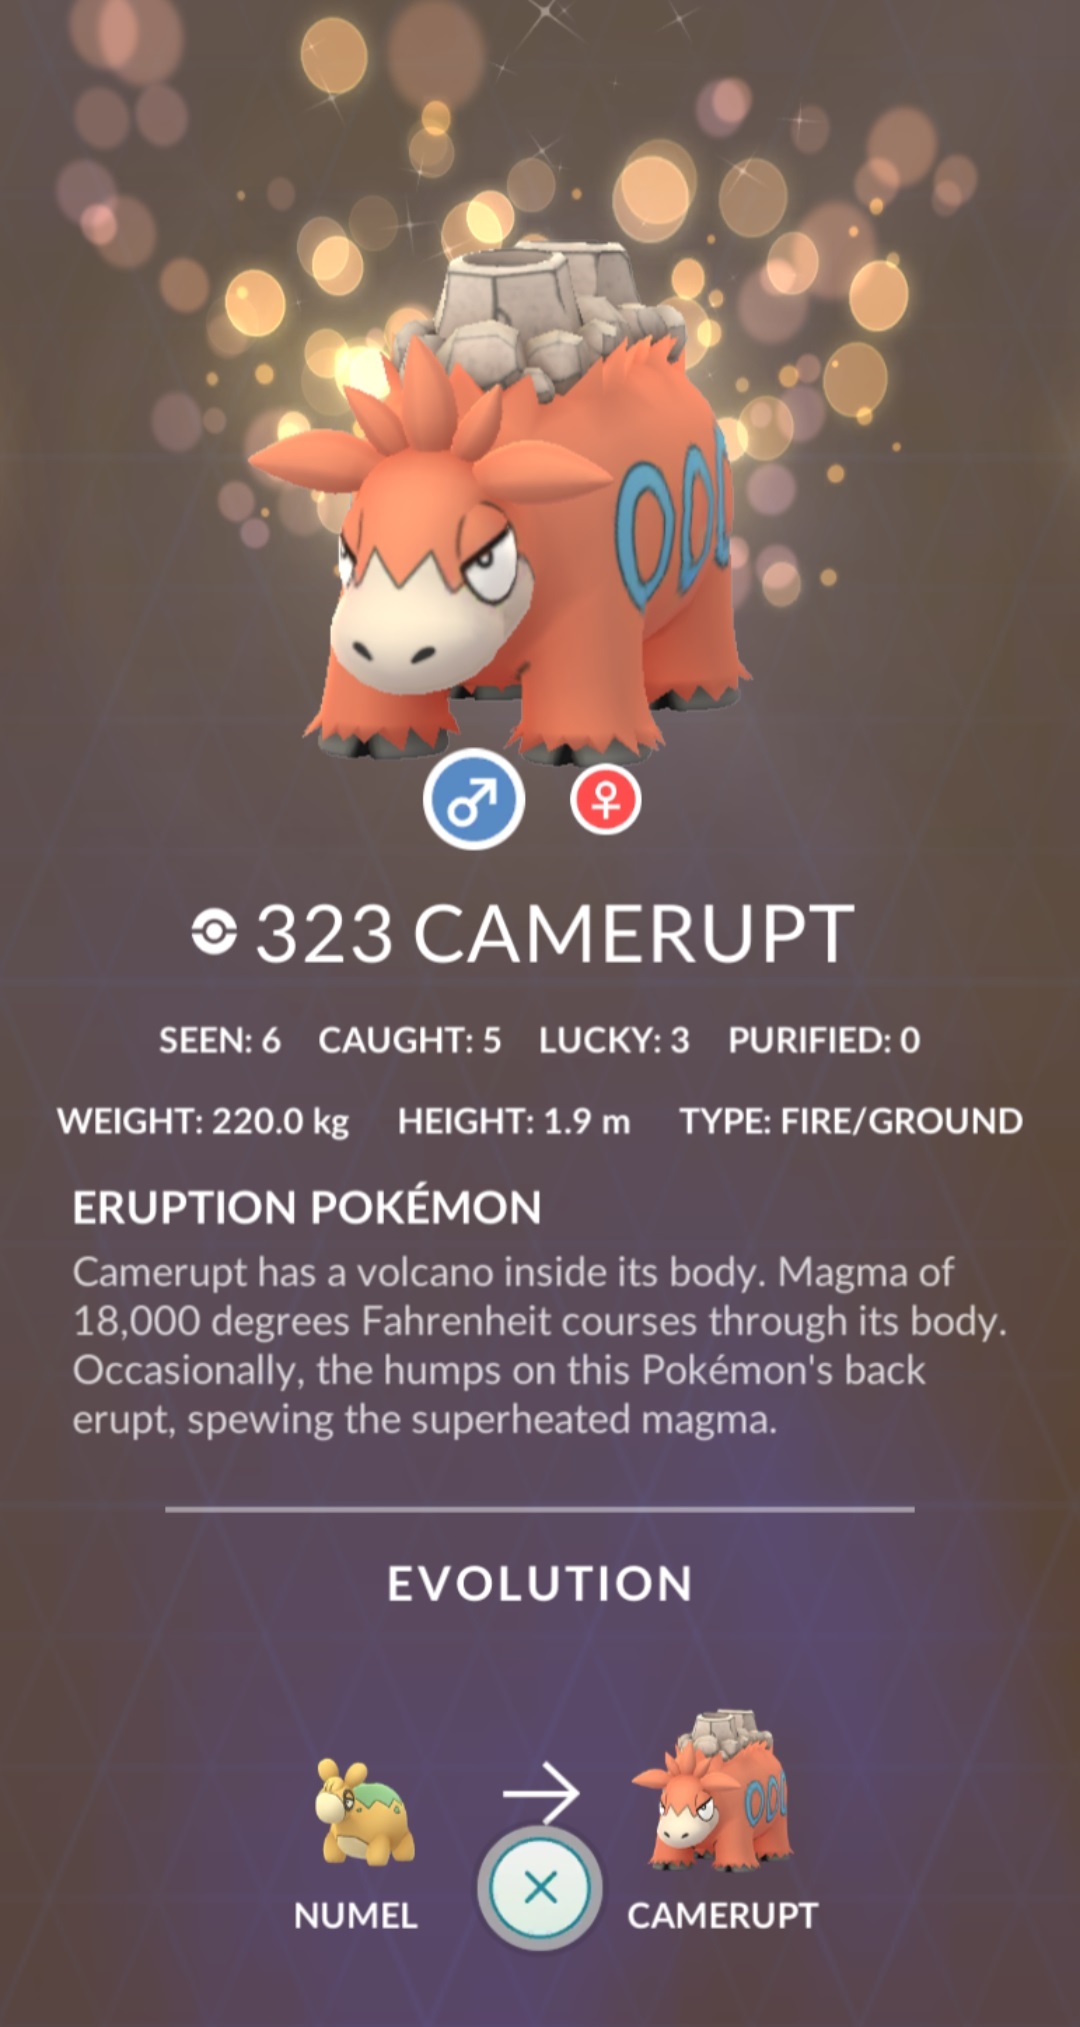 323 CAMERUPT
SEEN: 6 CAUGHT: 5 LUCKY: 3 PURIFIED: 0
WEIGHT: 220.0 kg HEIGHT: 1.9 m TYPE: FIRE/GROUND
ERUPTION POKÉMON
Camerupt has a volcano inside its body. Magma of
18,000 degrees Fahrenheit courses through its body.
Occasionally, the humps on this Pokémon's back
erupt, spewing the superheated magma.
EVOLUTION
NUMEL CAMERUPT